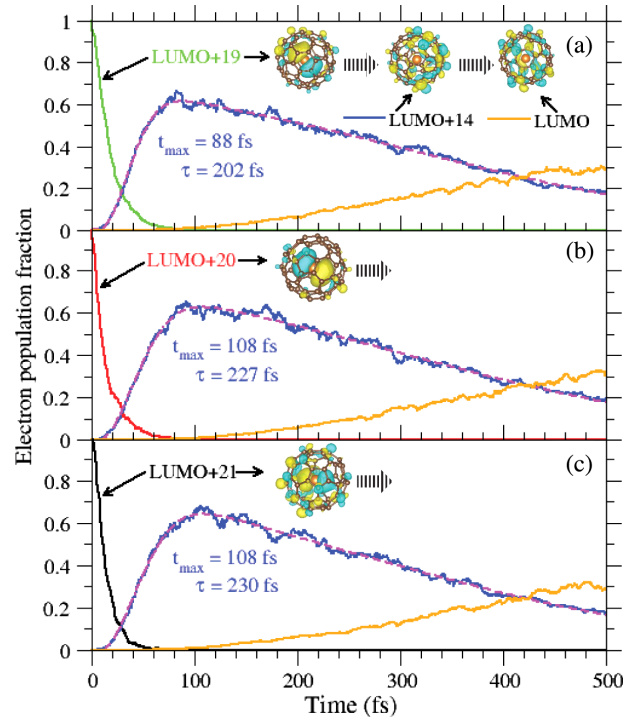 Electron population fraction
1
0.8
0.6
0.4
0.2
0
LUMO+19
(a)
LUMO+14
LUMO
tmax = 88 fs
τ = 202 fs
0.8
0.6
0.4
0.2
0
LUMO+20
(b)
tmax = 108 fs
τ = 227 fs
0.8
0.6
0.4
0.2
0
LUMO+21
(c)
tmax = 108 fs
τ = 230 fs
0 100 200 300 400 500
Time (fs)